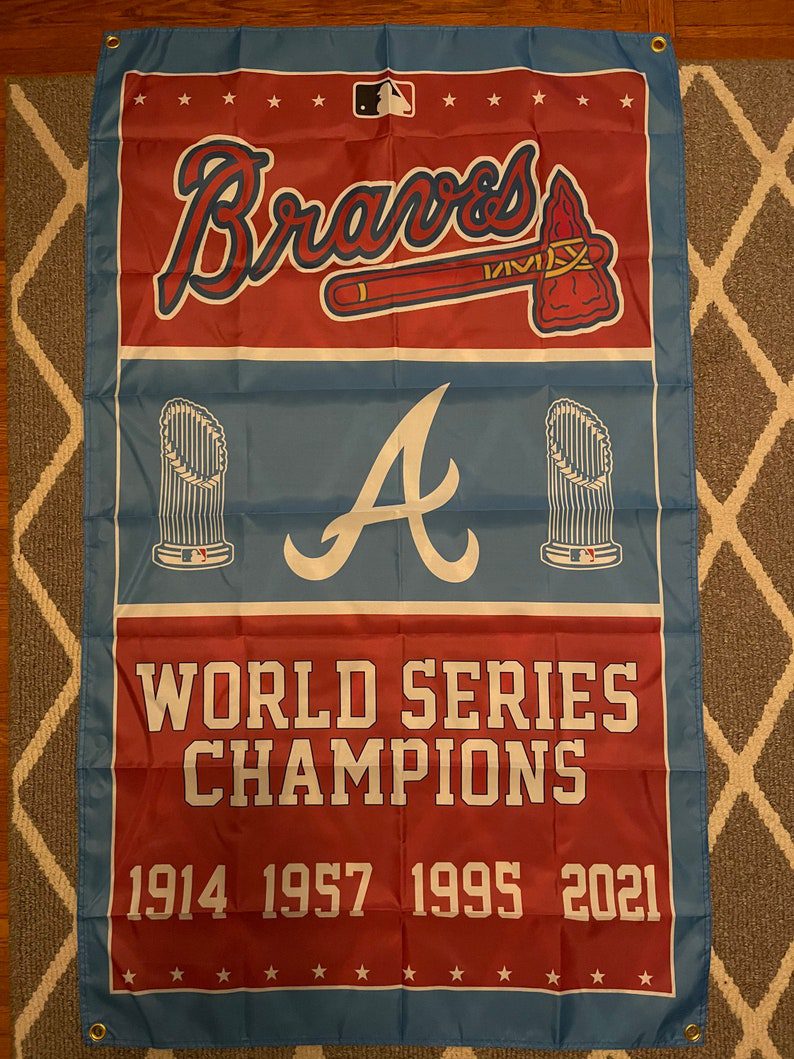 Braves
A
WORLD SERIES
CHAMPIONS
1914 1957 1995 2021